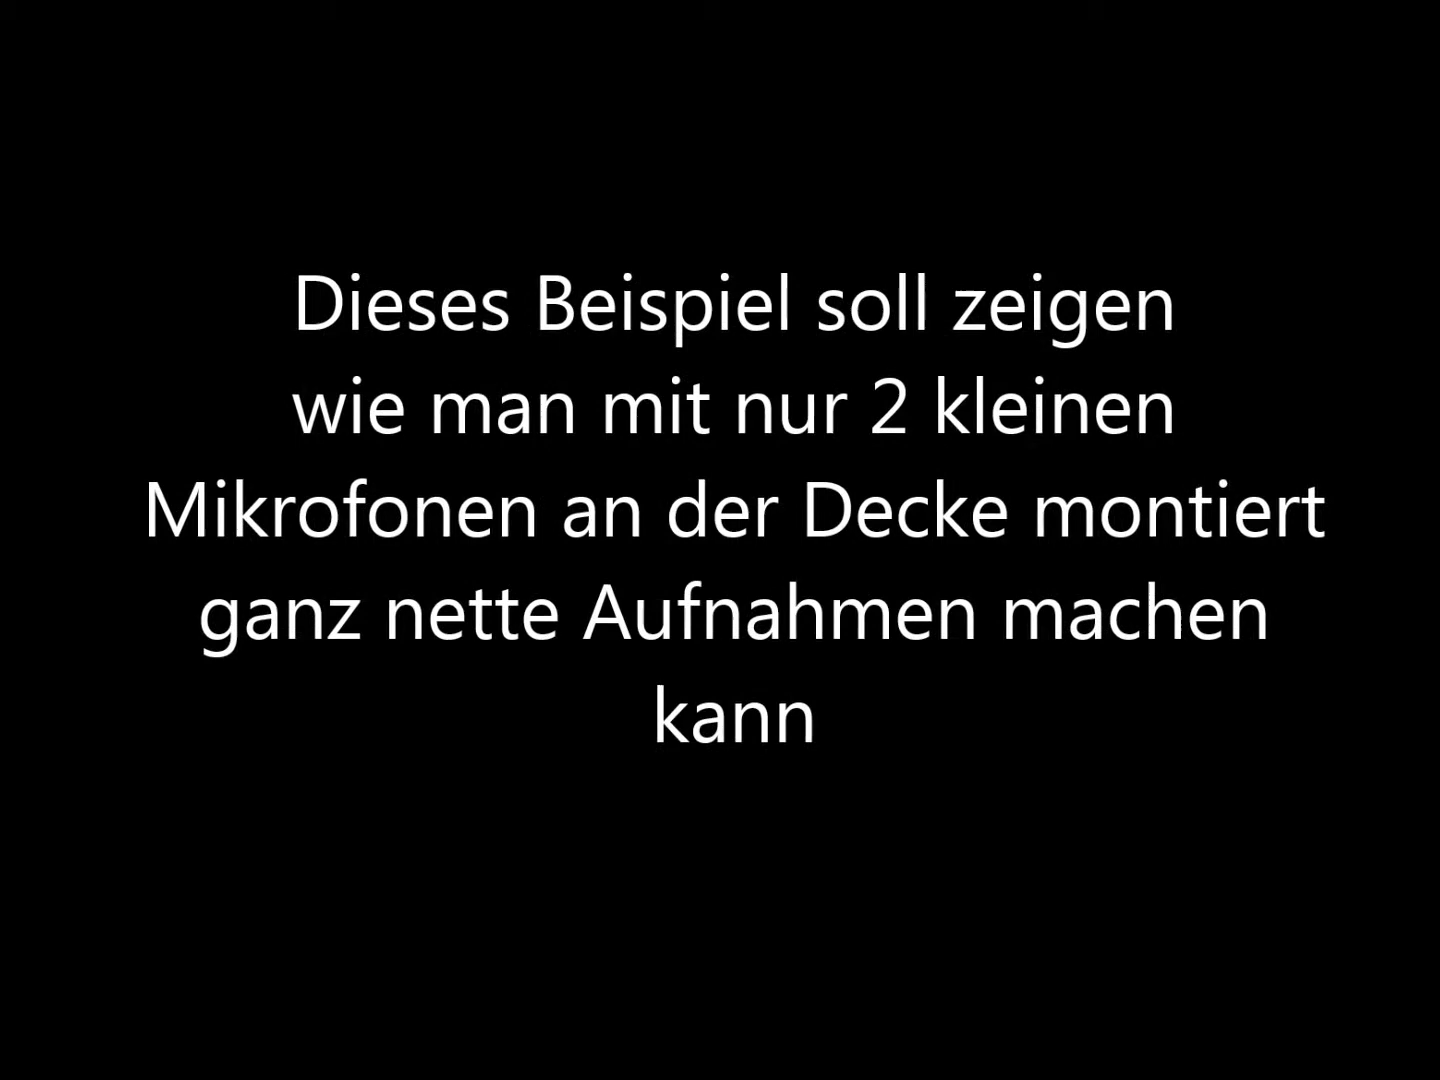 Dieses Beispiel soll zeigen
wie man mit nur 2 kleinen
Mikrofonen an der Decke montiert
ganz nette Aufnahmen machen
kann